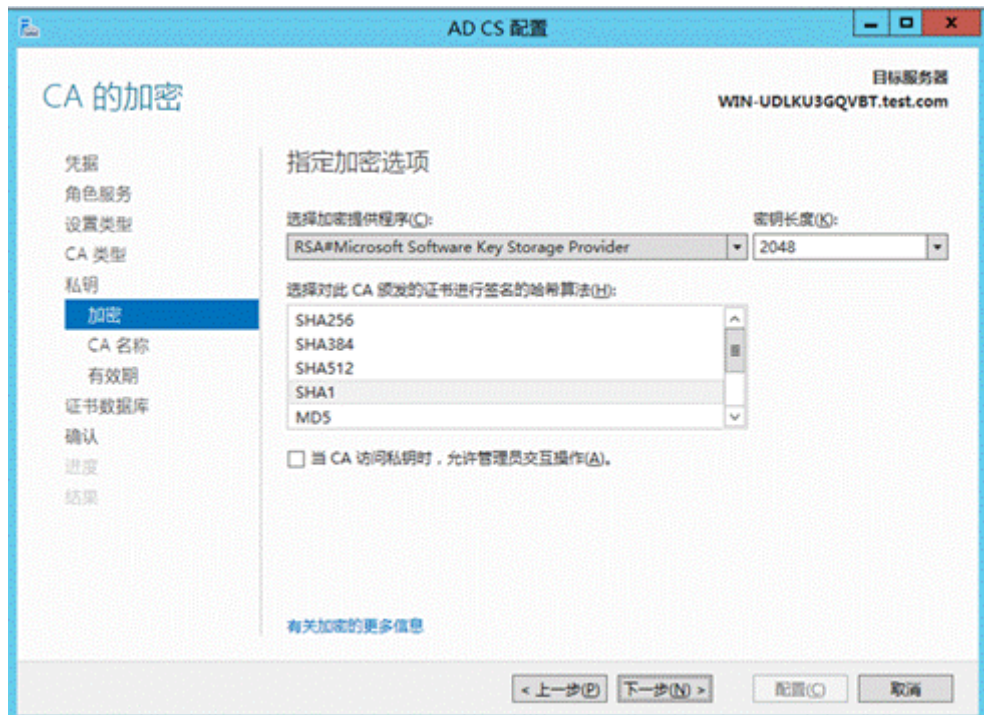 AD CS 配置
CA 的加密
目标服务器
WIN-UDLKU3GQVBT.test.com
凭据
角色服务
设置类型
CA 类型
私钥
加密
CA 名称
有效期
证书数据库
确认
进度
结果
指定加密选项
选择加密提供程序(C):
密钥长度(K):
RSA#Microsoft Software Key Storage Provider
2048
选择对此 CA 颁发的证书进行签名的哈希算法(H):
SHA256
SHA384
SHA512
SHA1
MD5
当 CA 访问私钥时，允许管理员交互操作(A)。
有关加密的更多信息
< 上一步(P)
下一步(N) >
配置(C)
取消